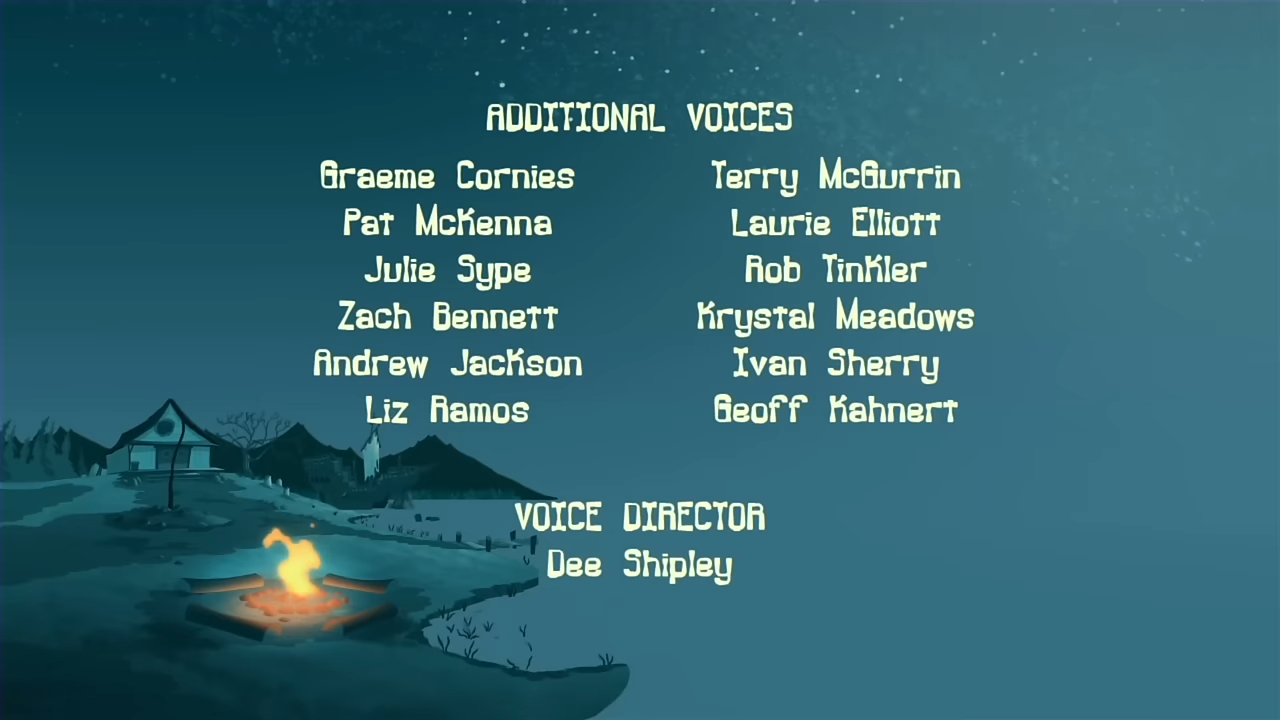 ADDITIONAL VOICES
Graeme Cornies Terry McGurrin
Pat McKenna Laurie Elliott
Julie Sype Rob Tinkler
Zach Bennett Krystal Meadows
Andrew Jackson Ivan Sherry
Liz Ramos Geoff Kahnert
VOICE DIRECTOR
Dee Shipley